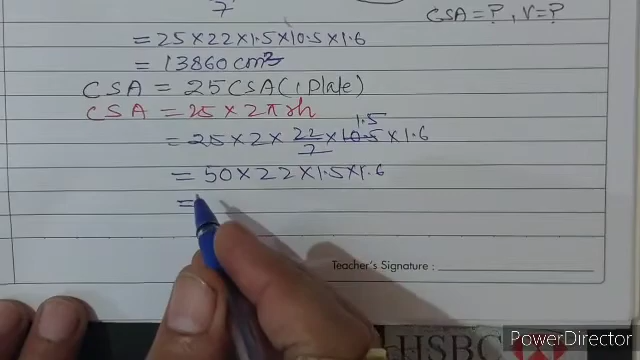 7
CSA = ? , V = ?
= 25×22×1.5×10.5×1.6
= 13860 cm³
CSA = 25 CSA (1 plate)
CSA = 25 × 2πrh
1.5
= 25 × 2 × 22/7 × 10.5 × 1.6
= 50×22×1.5×1.6
=
Teacher's Signature :
HSBC
PowerDirector